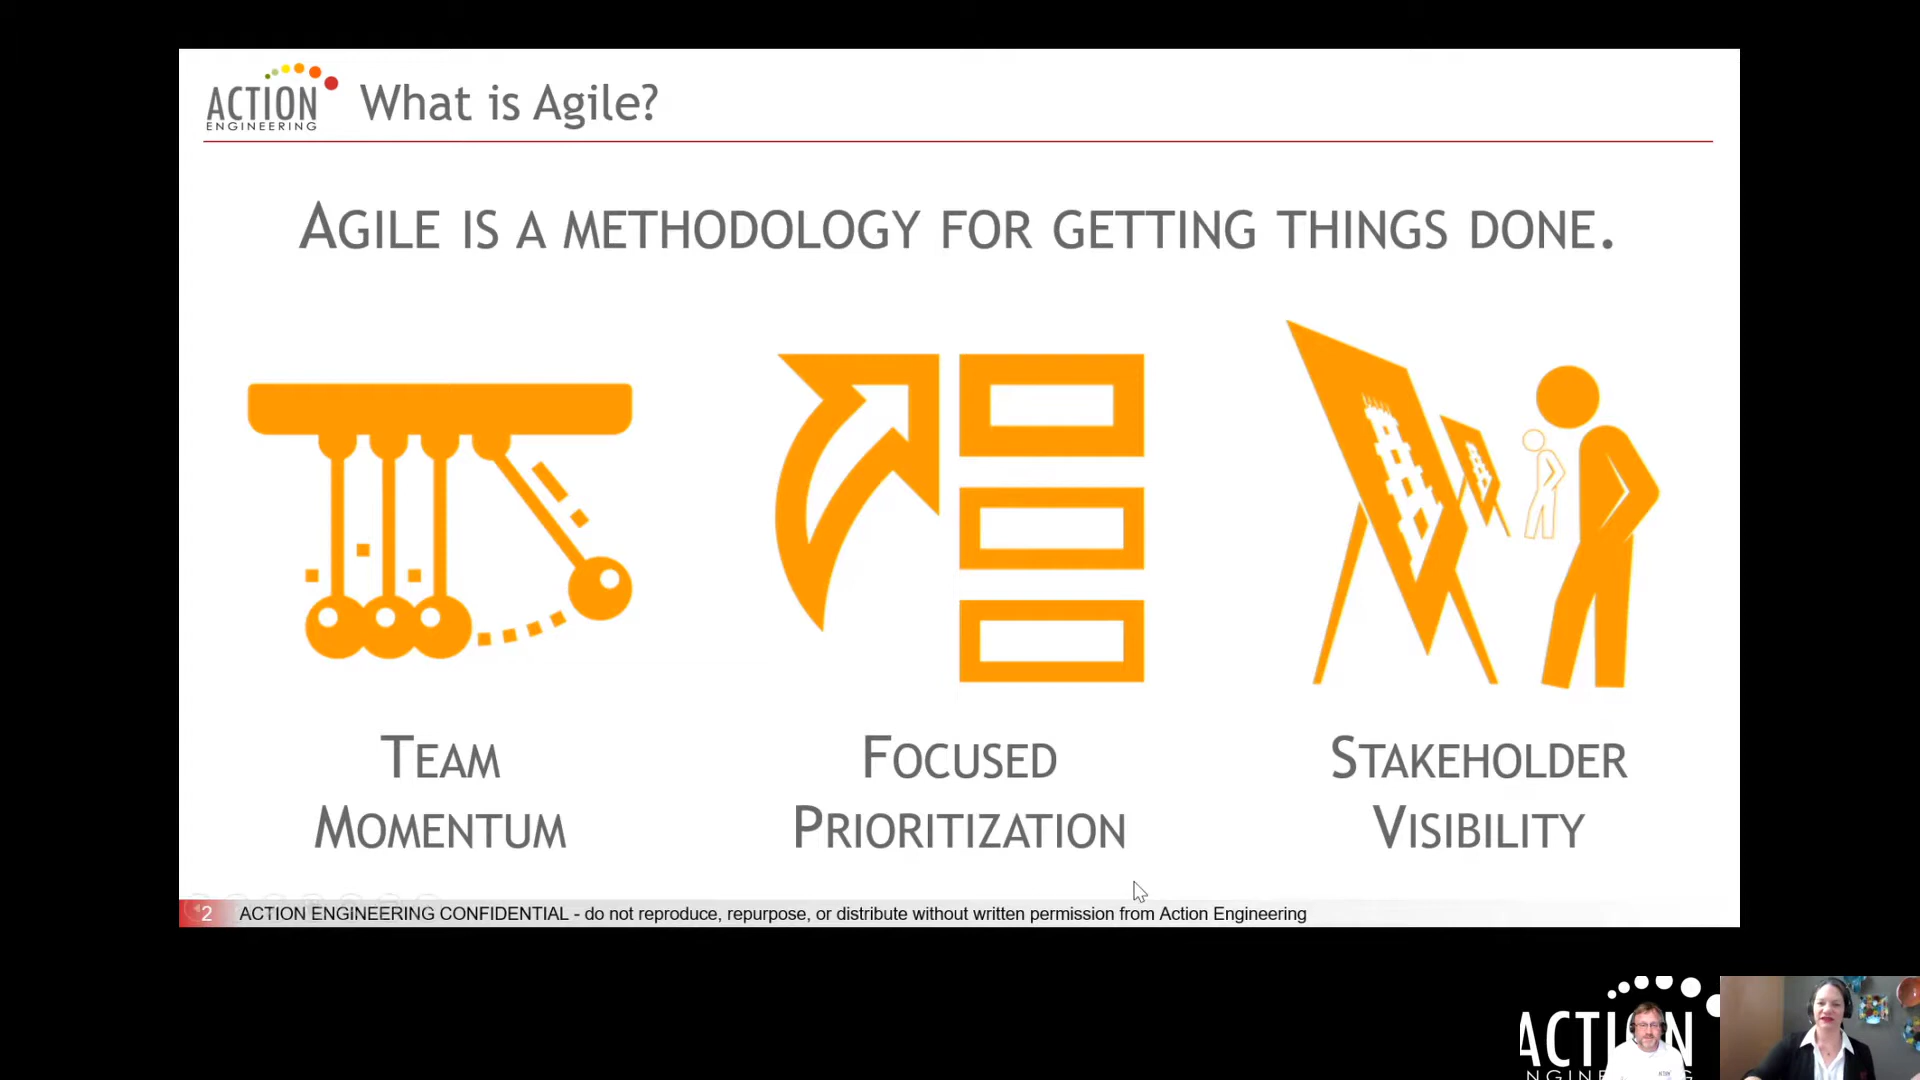 ACTION
ENGINEERING
What is Agile?
AGILE IS A METHODOLOGY FOR GETTING THINGS DONE.
TEAM
MOMENTUM
FOCUSED
PRIORITIZATION
STAKEHOLDER
VISIBILITY
2 ACTION ENGINEERING CONFIDENTIAL - do not reproduce, repurpose, or distribute without written permission from Action Engineering